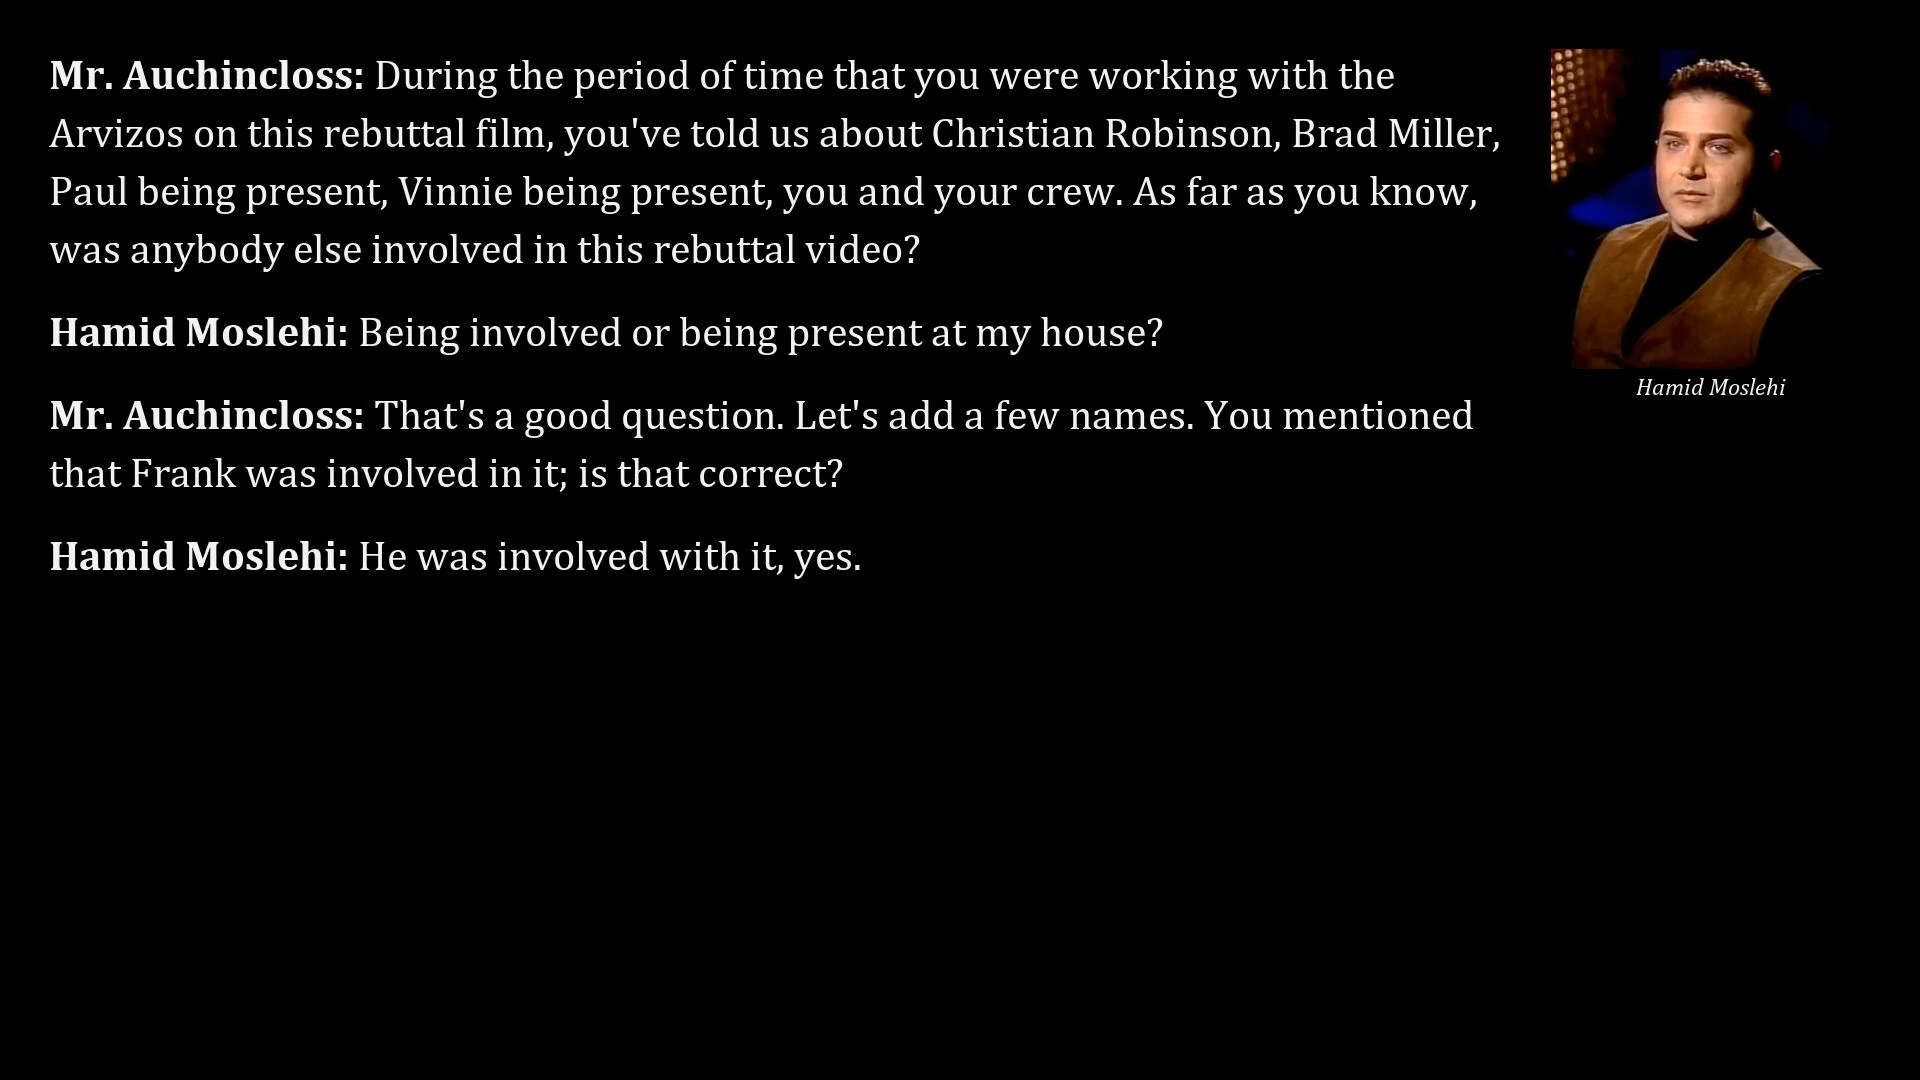 Mr. Auchincloss: During the period of time that you were working with the
Arvizos on this rebuttal film, you've told us about Christian Robinson, Brad Miller,
Paul being present, Vinnie being present, you and your crew. As far as you know,
was anybody else involved in this rebuttal video?
Hamid Moslehi: Being involved or being present at my house?
Mr. Auchincloss: That's a good question. Let's add a few names. You mentioned
that Frank was involved in it; is that correct?
Hamid Moslehi: He was involved with it, yes.
Hamid Moslehi